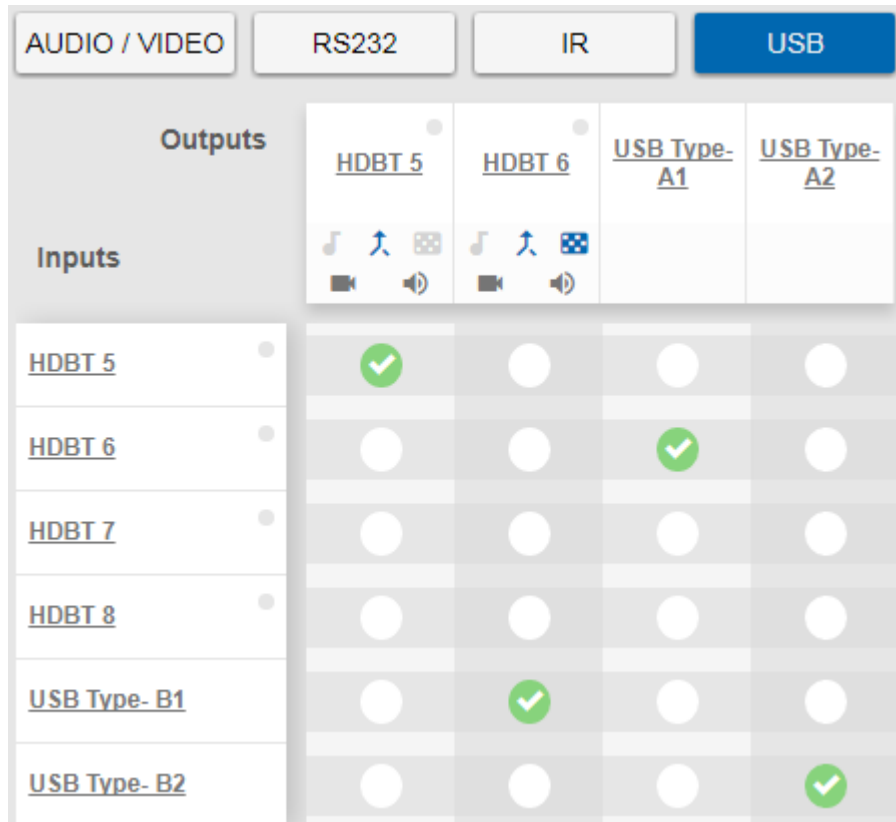 AUDIO / VIDEO RS232 IR USB
Outputs
HDBT 5 HDBT 6 USB Type- A1 USB Type- A2
Inputs
HDBT 5
HDBT 6
HDBT 7
HDBT 8
USB Type- B1
USB Type- B2